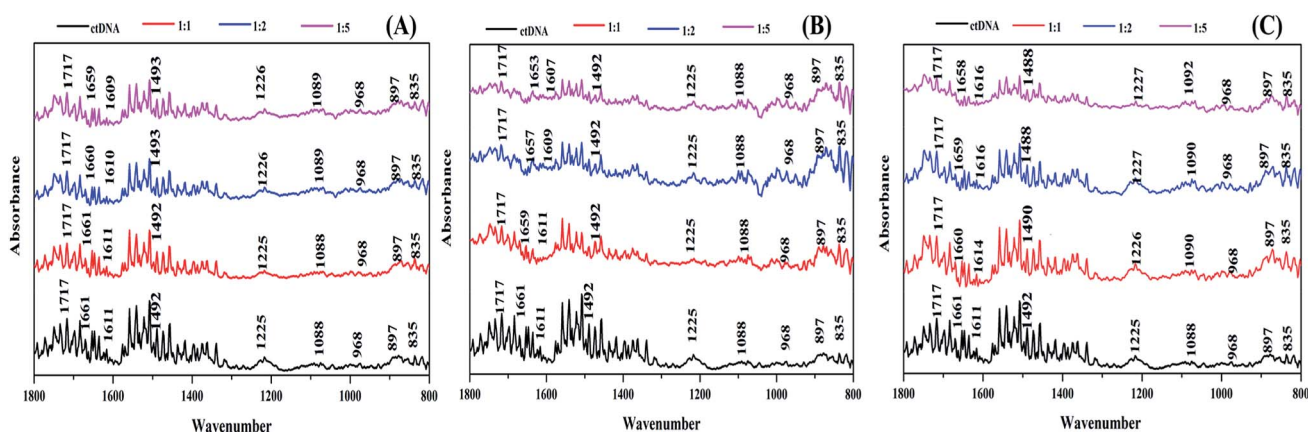 ctDNA 1:1 1:2 1:5
(A)
1717 1659 1609 1493 1226 1089 968 897 835
1717 1660 1610 1493 1226 1089 968 897 835
1717 1661 1611 1492 1225 1088 968 897 835
1717 1661 1611 1492 1225 1088 968 897 835
Absorbance
1800 1600 1400 1200 1000 800
Wavenumber
ctDNA 1:1 1:2 1:5
(B)
1717 1653 1607 1492 1225 1088 968 897 835
1717 1657 1609 1492 1225 1088 968 897 835
1717 1659 1611 1492 1225 1088 968 897 835
1717 1661 1611 1492 1225 1088 968 897 835
Absorbance
1800 1600 1400 1200 1000 800
Wavenumber
ctDNA 1:1 1:2 1:5
(C)
1717 1658 1616 1488 1227 1092 968 897 835
1717 1659 1616 1488 1227 1090 968 897 835
1717 1660 1614 1490 1226 1090 968 897 835
1717 1661 1611 1492 1225 1088 968 897 835
Absorbance
1800 1600 1400 1200 1000 800
Wavenumber